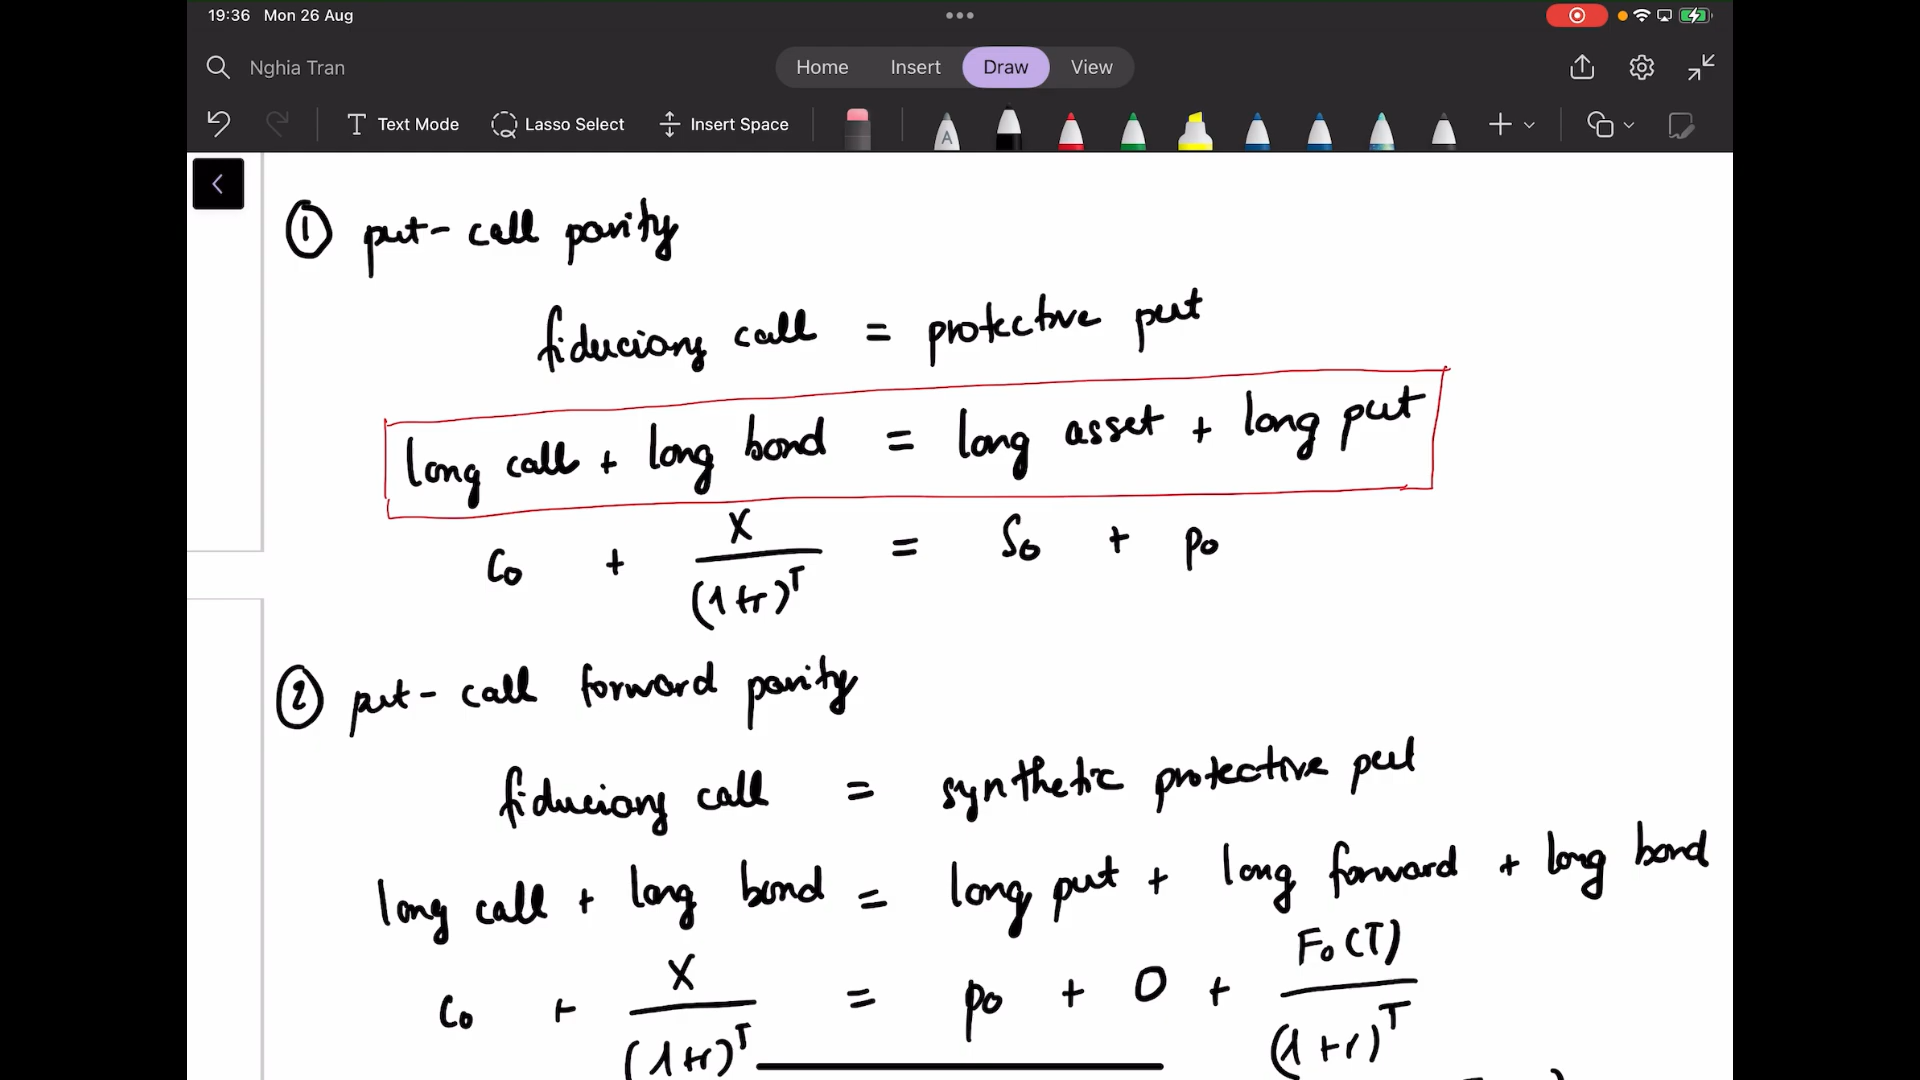 19:36 Mon 26 Aug
Nghia Tran Home Insert Draw View
Text Mode Lasso Select Insert Space A
① put-call parity
fiduciary call = protective put
long call + long bond = long asset + long put
c₀ + X/(1+r)^T = S₀ + p₀
② put-call forward parity
fiduciary call = synthetic protective put
long call + long bond = long put + long forward + long bond
c₀ + X/(1+r)^T = p₀ + 0 + F₀(T)/(1+r)^T